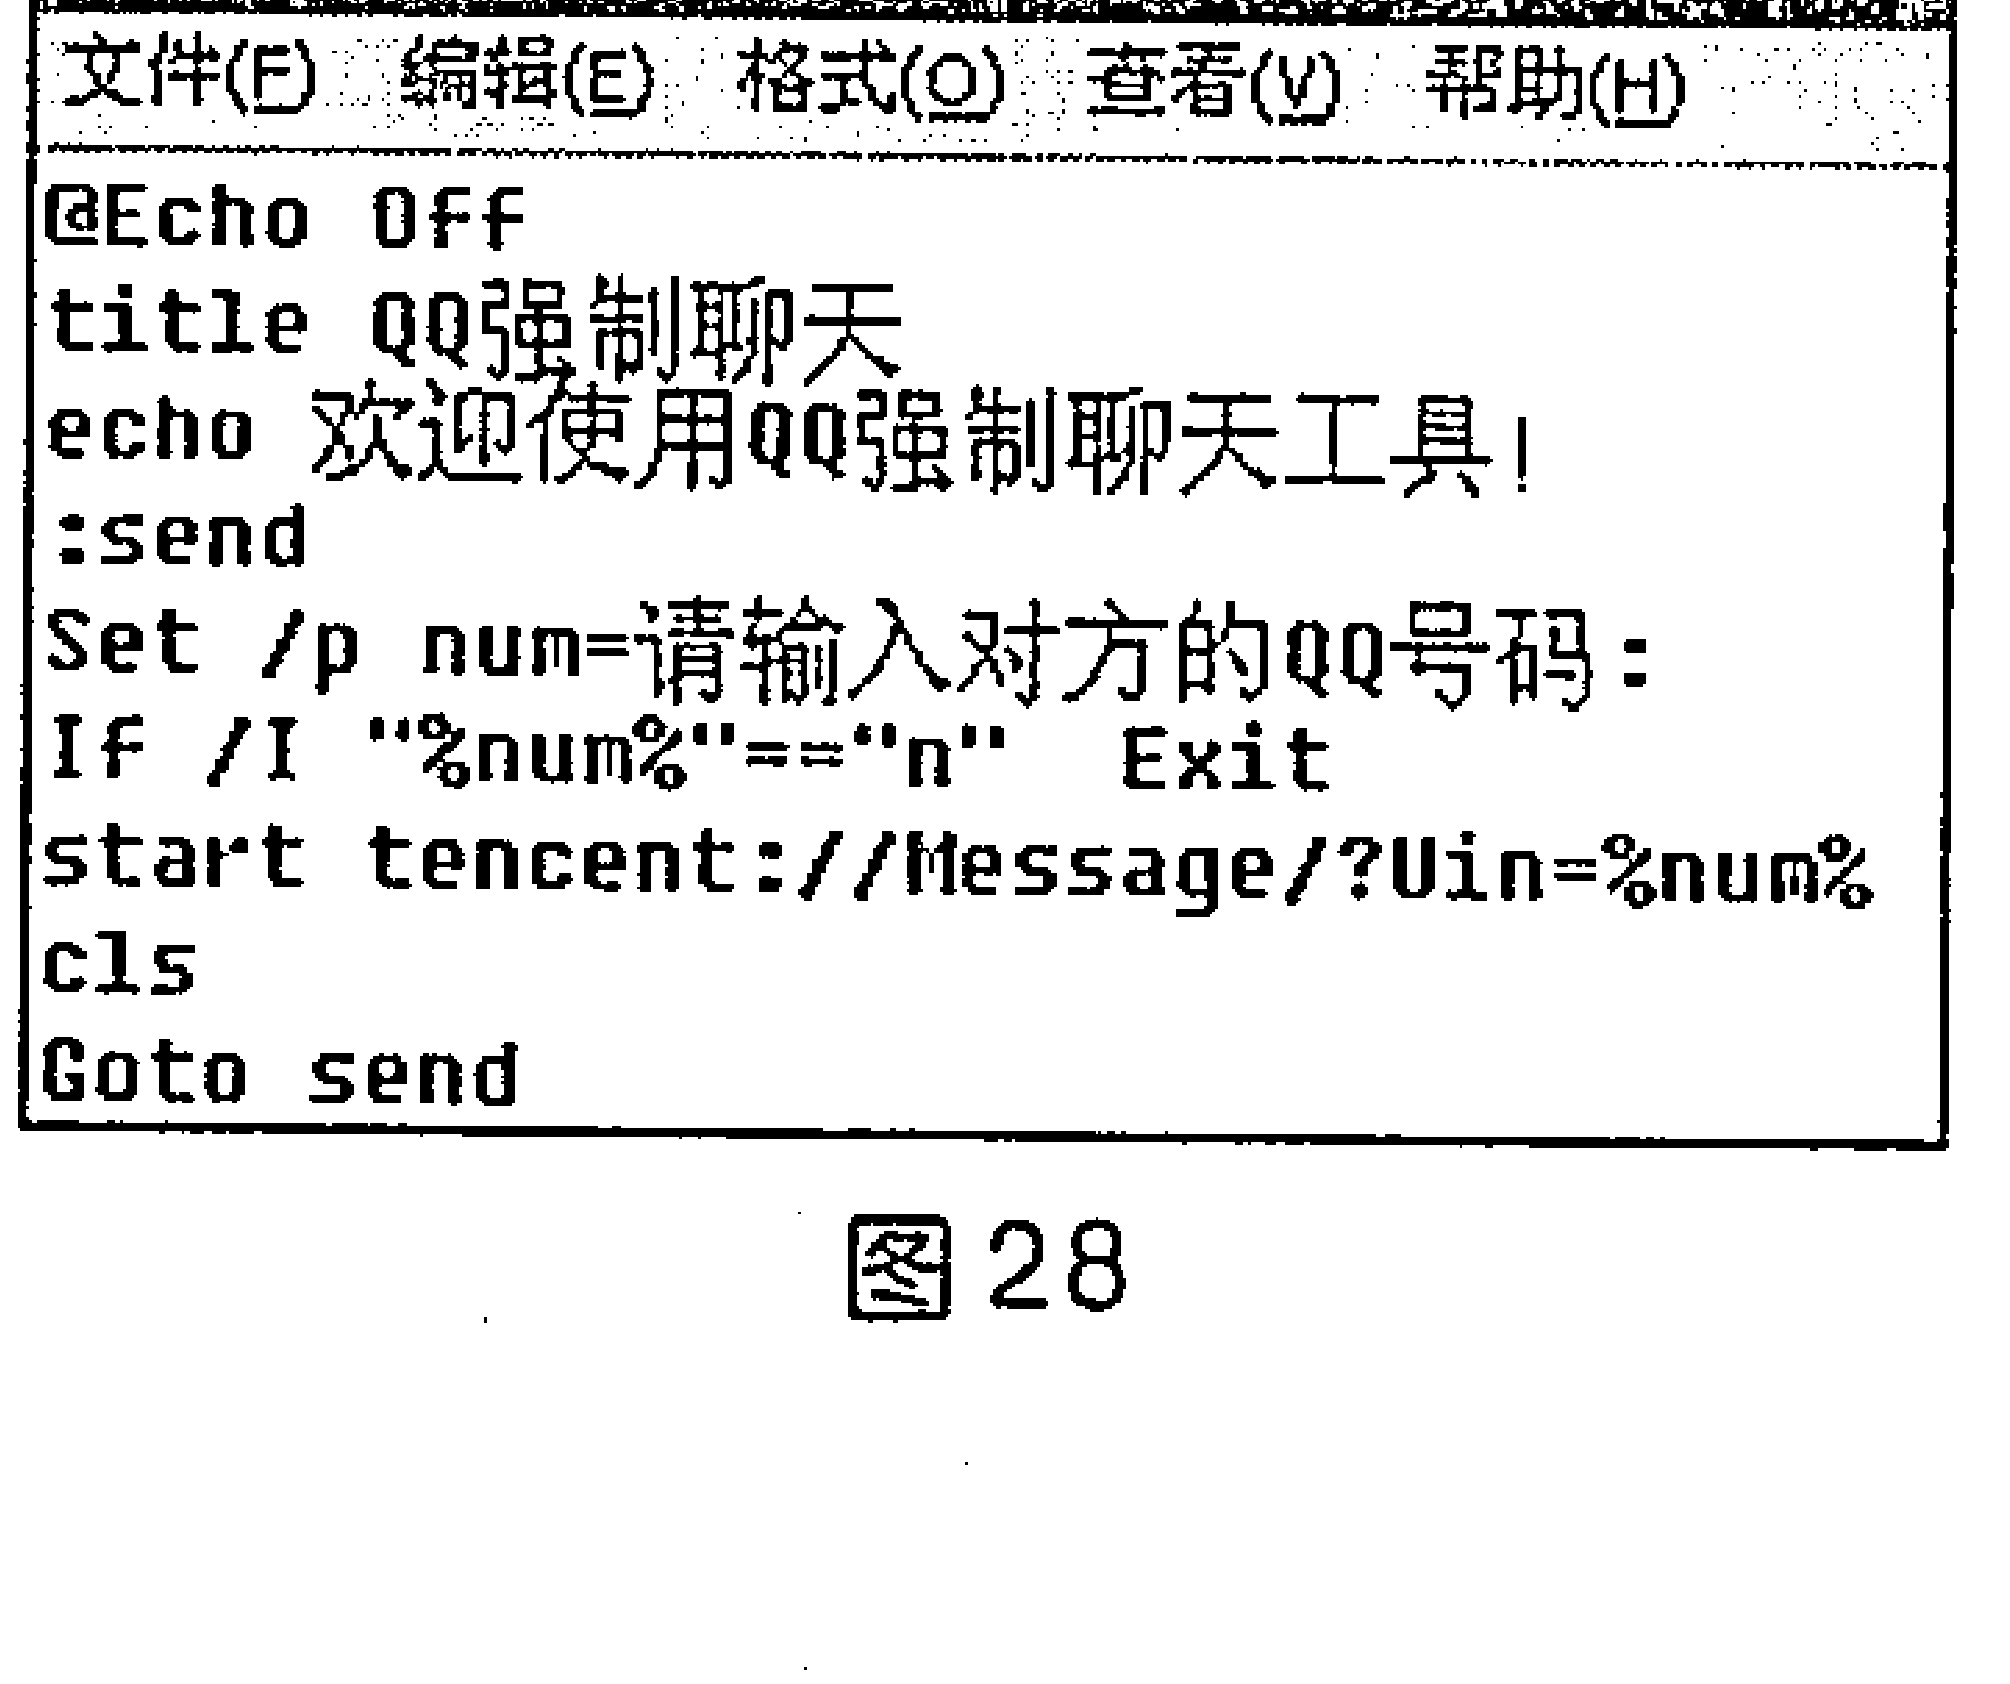 文件(F) 编辑(E) 格式(O) 查看(V) 帮助(H)
@Echo Off
title QQ强制聊天
echo 欢迎使用QQ强制聊天工具!
:send
Set /p num=请输入对方的QQ号码:
If /I "%num%"=="n"  Exit
start tencent://Message/?Uin=%num%
cls
Goto send
图 28